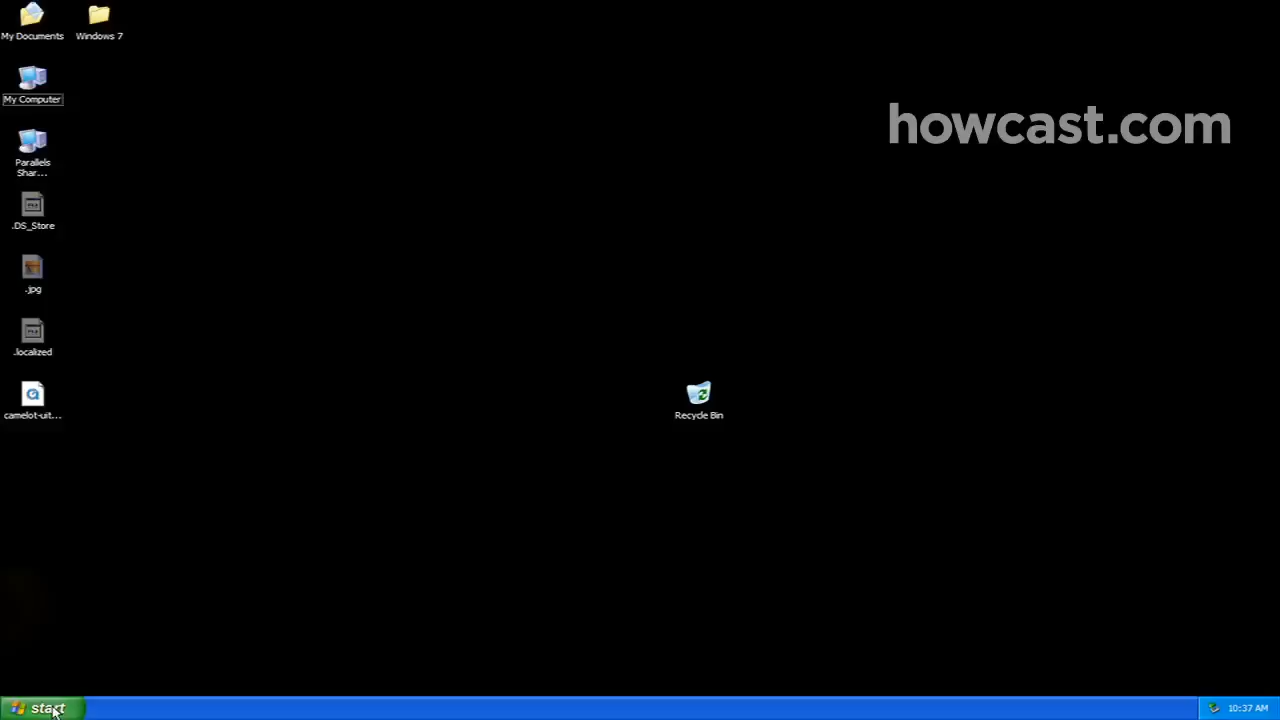 My Documents
Windows 7
My Computer
howcast.com
Parallels
Shar...
.DS_Store
.jpg
.localized
camelot-uit...
Recycle Bin
start
10:37 AM